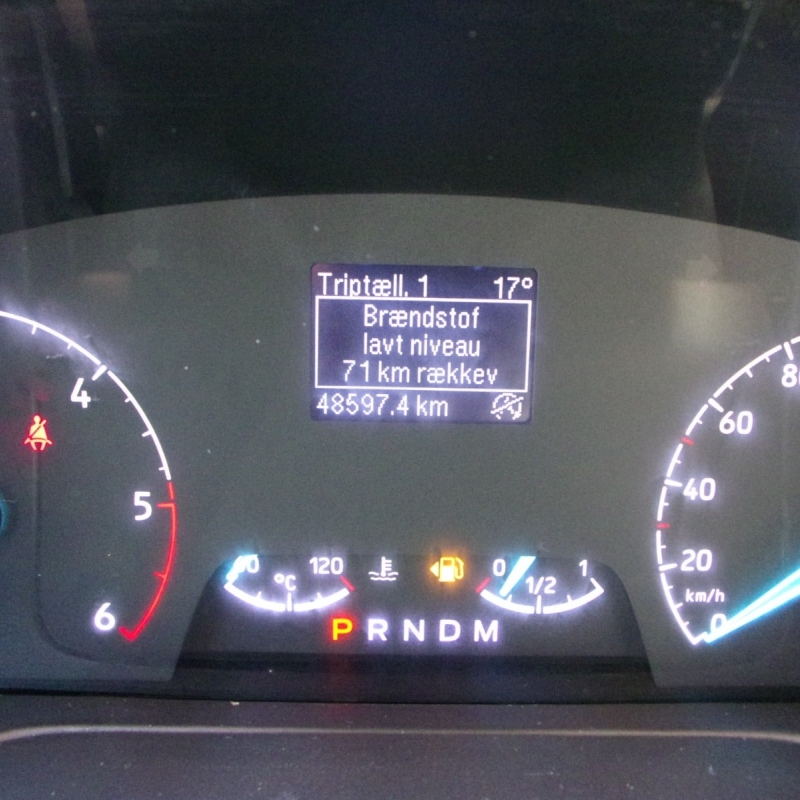 Triptæll. 1 17°
Brændstof
lavt niveau
71 km rækkev
48597.4 km
4
5
6
120
°C
0 1/2 1
P R N D M
60
40
20
km/h
0